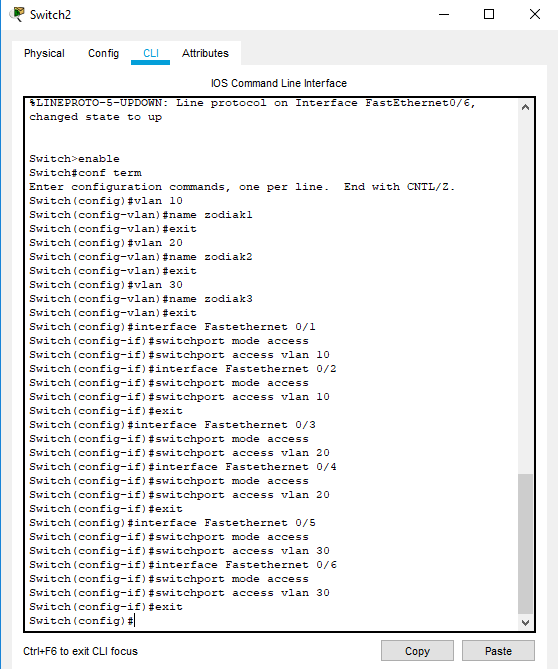 Switch2
Physical Config CLI Attributes
IOS Command Line Interface
%LINEPROTO-5-UPDOWN: Line protocol on Interface FastEthernet0/6,
changed state to up
Switch>enable
Switch#conf term
Enter configuration commands, one per line.  End with CNTL/Z.
Switch(config)#vlan 10
Switch(config-vlan)#name zodiak1
Switch(config-vlan)#exit
Switch(config)#vlan 20
Switch(config-vlan)#name zodiak2
Switch(config-vlan)#exit
Switch(config)#vlan 30
Switch(config-vlan)#name zodiak3
Switch(config-vlan)#exit
Switch(config)#interface Fastethernet 0/1
Switch(config-if)#switchport mode access
Switch(config-if)#switchport access vlan 10
Switch(config-if)#interface Fastethernet 0/2
Switch(config-if)#switchport mode access
Switch(config-if)#switchport access vlan 10
Switch(config-if)#exit
Switch(config)#interface Fastethernet 0/3
Switch(config-if)#switchport mode access
Switch(config-if)#switchport access vlan 20
Switch(config-if)#interface Fastethernet 0/4
Switch(config-if)#switchport mode access
Switch(config-if)#switchport access vlan 20
Switch(config-if)#exit
Switch(config)#interface Fastethernet 0/5
Switch(config-if)#switchport mode access
Switch(config-if)#switchport access vlan 30
Switch(config-if)#interface Fastethernet 0/6
Switch(config-if)#switchport mode access
Switch(config-if)#switchport access vlan 30
Switch(config-if)#exit
Switch(config)#
Ctrl+F6 to exit CLI focus
Copy Paste